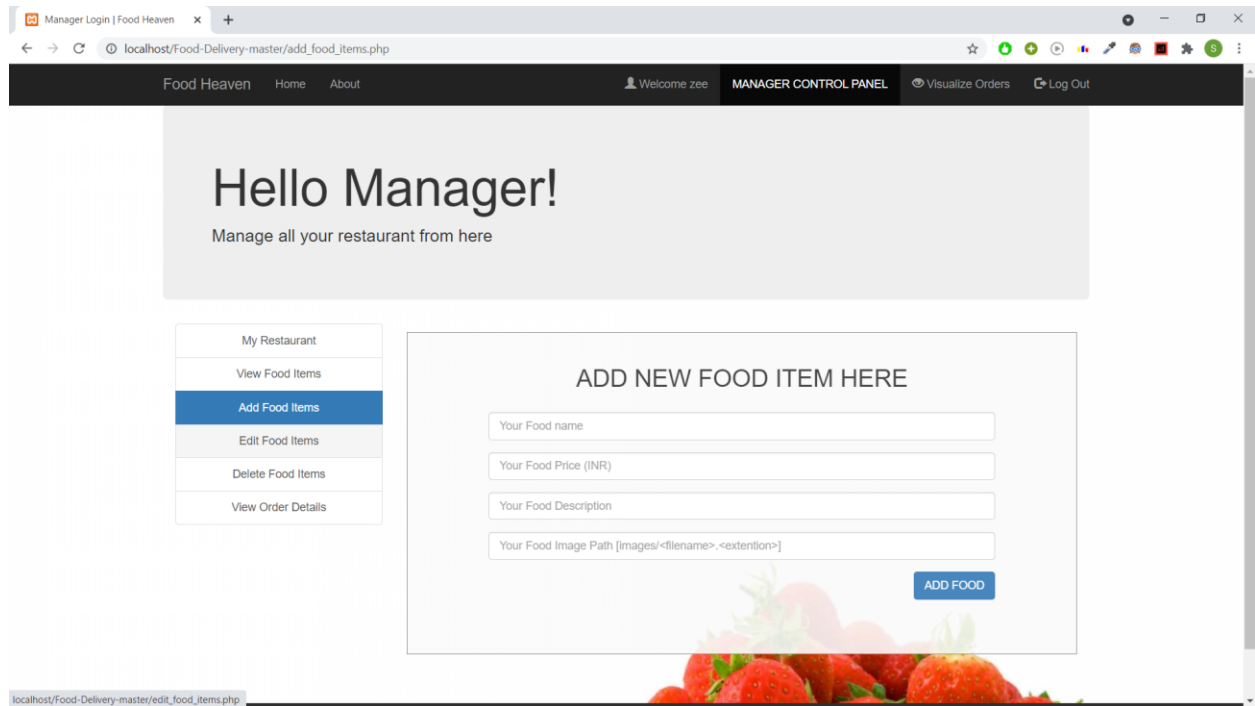 Manager Login | Food Heaven
localhost/Food-Delivery-master/add_food_items.php
S
Food Heaven Home About Welcome zee MANAGER CONTROL PANEL Visualize Orders Log Out
Hello Manager!
Manage all your restaurant from here
My Restaurant
View Food Items
Add Food Items
Edit Food Items
Delete Food Items
View Order Details
ADD NEW FOOD ITEM HERE
Your Food name
Your Food Price (INR)
Your Food Description
Your Food Image Path [images/<filename>.<extention>]
ADD FOOD
localhost/Food-Delivery-master/edit_food_items.php